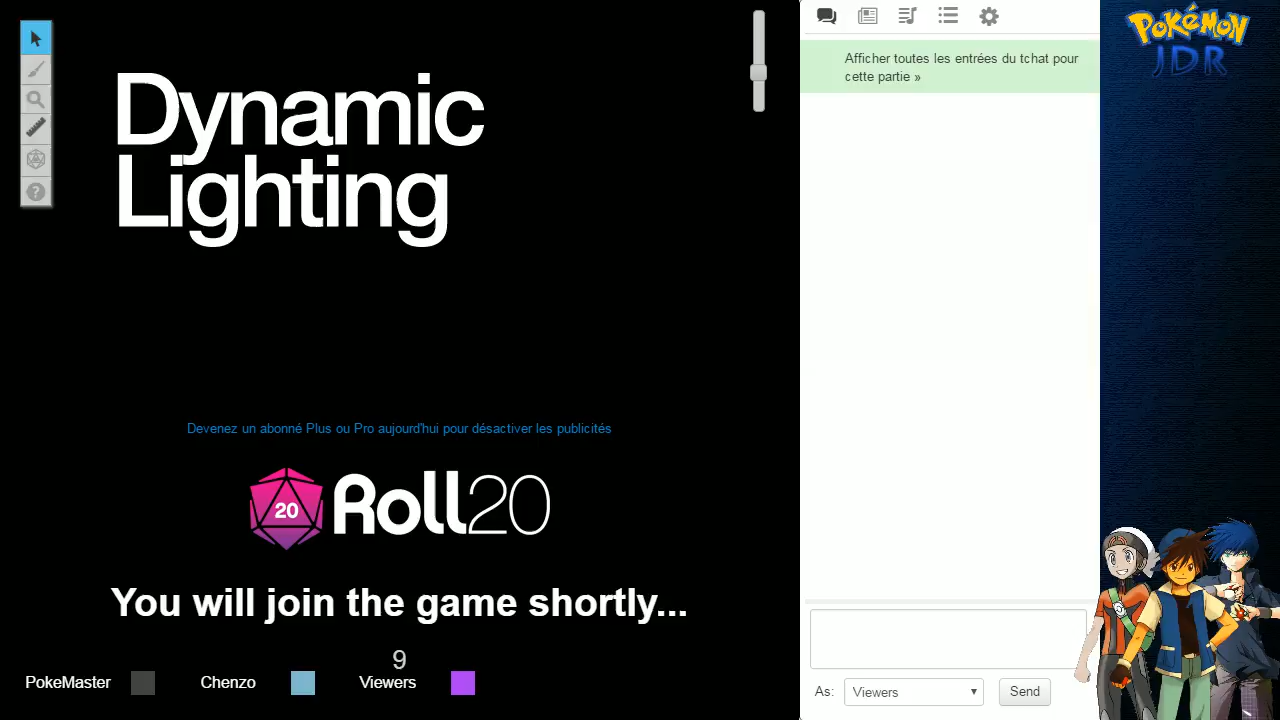 Dynamic
Lighting
Devenez un abonné Plus ou Pro aujourd'hui pour désactiver les publicités
20
Roll20
You will join the game shortly...
9
PokeMaster
Chenzo
Viewers
?
Afficher toutes les entrées du tchat pour
cette partie »
As:
Viewers
Send
POKéMON
JDR